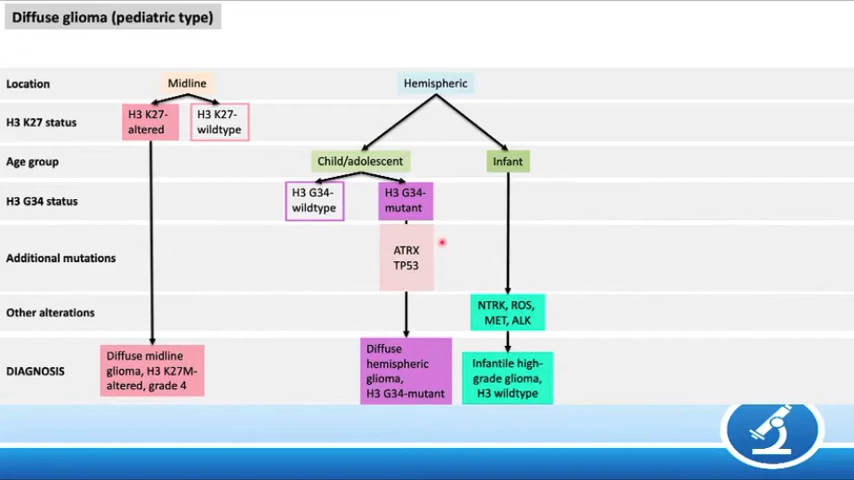 Diffuse glioma (pediatric type)
Location
Midline
Hemispheric
H3 K27 status
H3 K27-
altered
H3 K27-
wildtype
Age group
Child/adolescent
Infant
H3 G34 status
H3 G34-
wildtype
H3 G34-
mutant
Additional mutations
ATRX
TP53
Other alterations
NTRK, ROS,
MET, ALK
DIAGNOSIS
Diffuse midline
glioma, H3 K27M-
altered, grade 4
Diffuse
hemispheric
glioma,
H3 G34-mutant
Infantile high-
grade glioma,
H3 wildtype